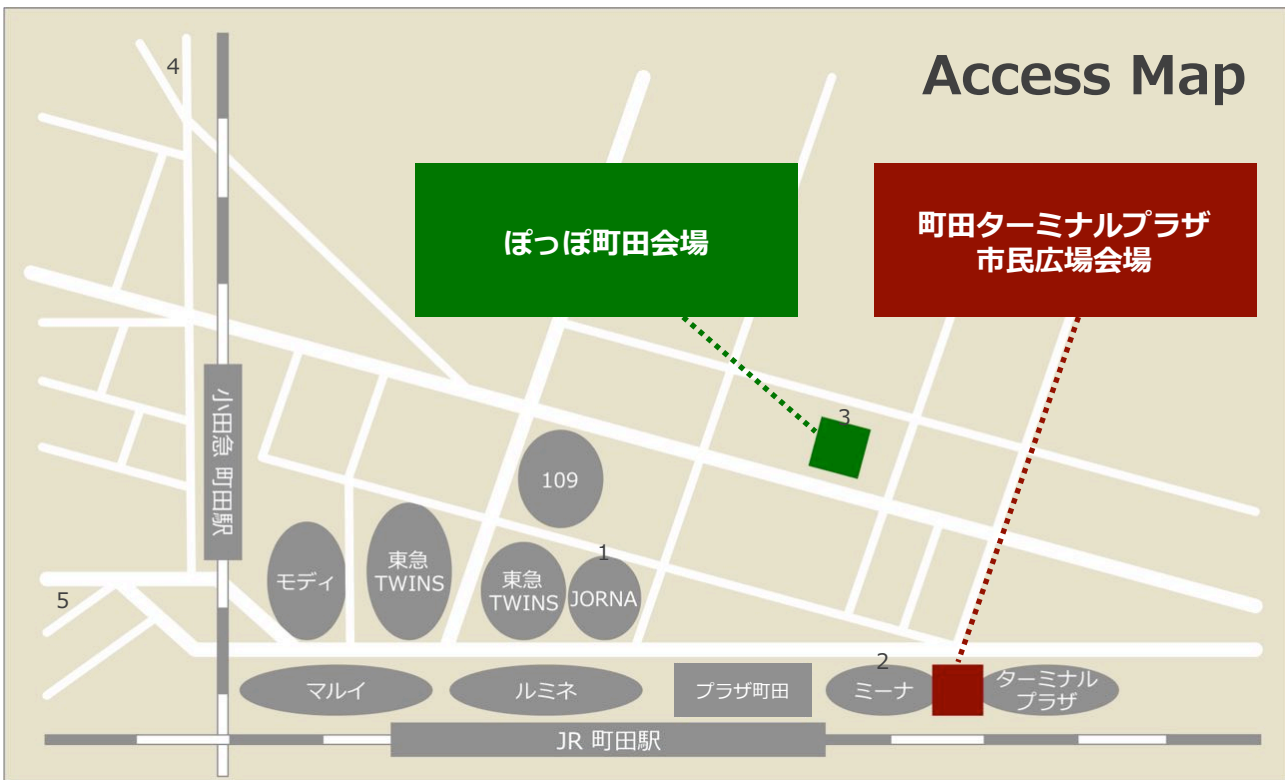 Access Map
4
ぽっぽ町田会場
町田ターミナルプラザ
市民広場会場
小田急 町田駅
3
109
1
モディ
東急
TWINS
東急
TWINS
JORNA
5
2
マルイ
ルミネ
プラザ町田
ミーナ
ターミナル
プラザ
JR 町田駅